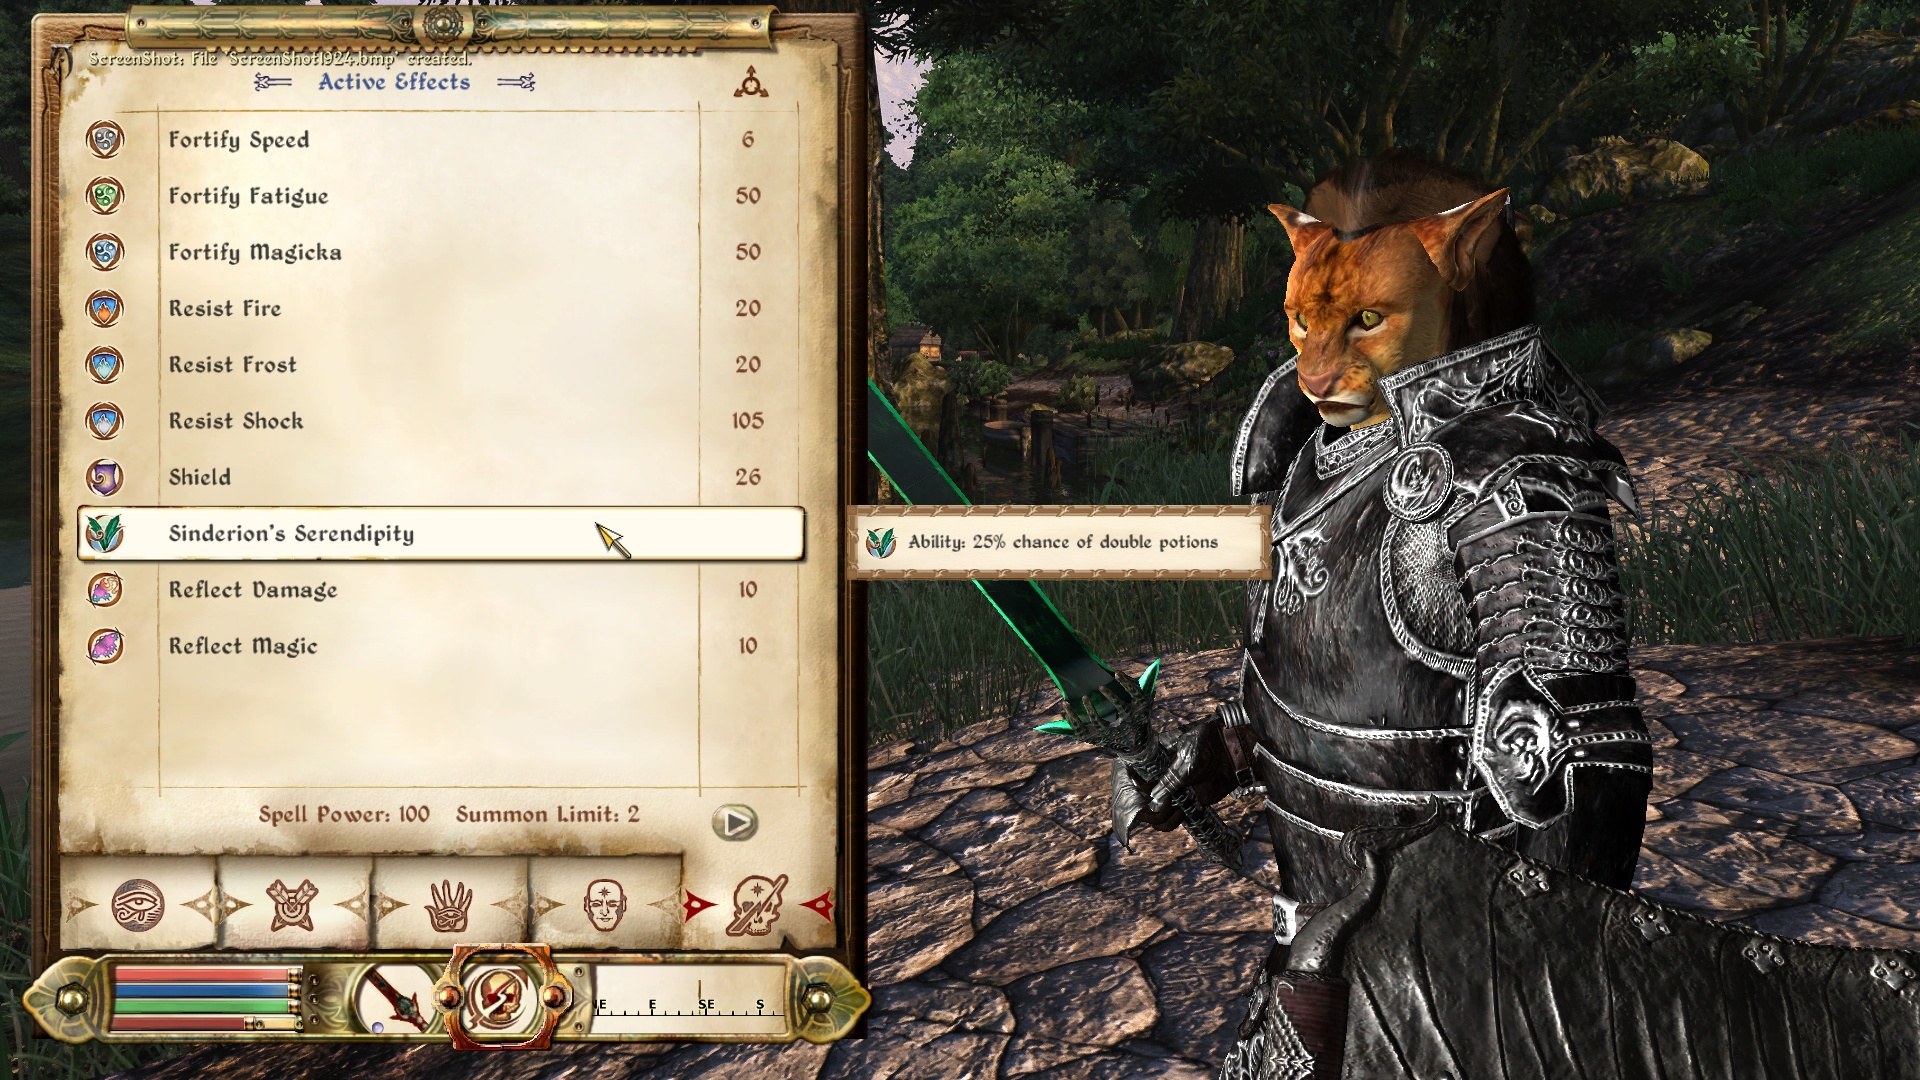 ScreenShot: File 'ScreenShot1924.bmp' created.
Active Effects
Fortify Speed 6
Fortify Fatigue 50
Fortify Magicka 50
Resist Fire 20
Resist Frost 20
Resist Shock 105
Shield 26
Sinderion's Serendipity
Ability: 25% chance of double potions
Reflect Damage 10
Reflect Magic 10
Spell Power: 100 Summon Limit: 2
NE E SE S